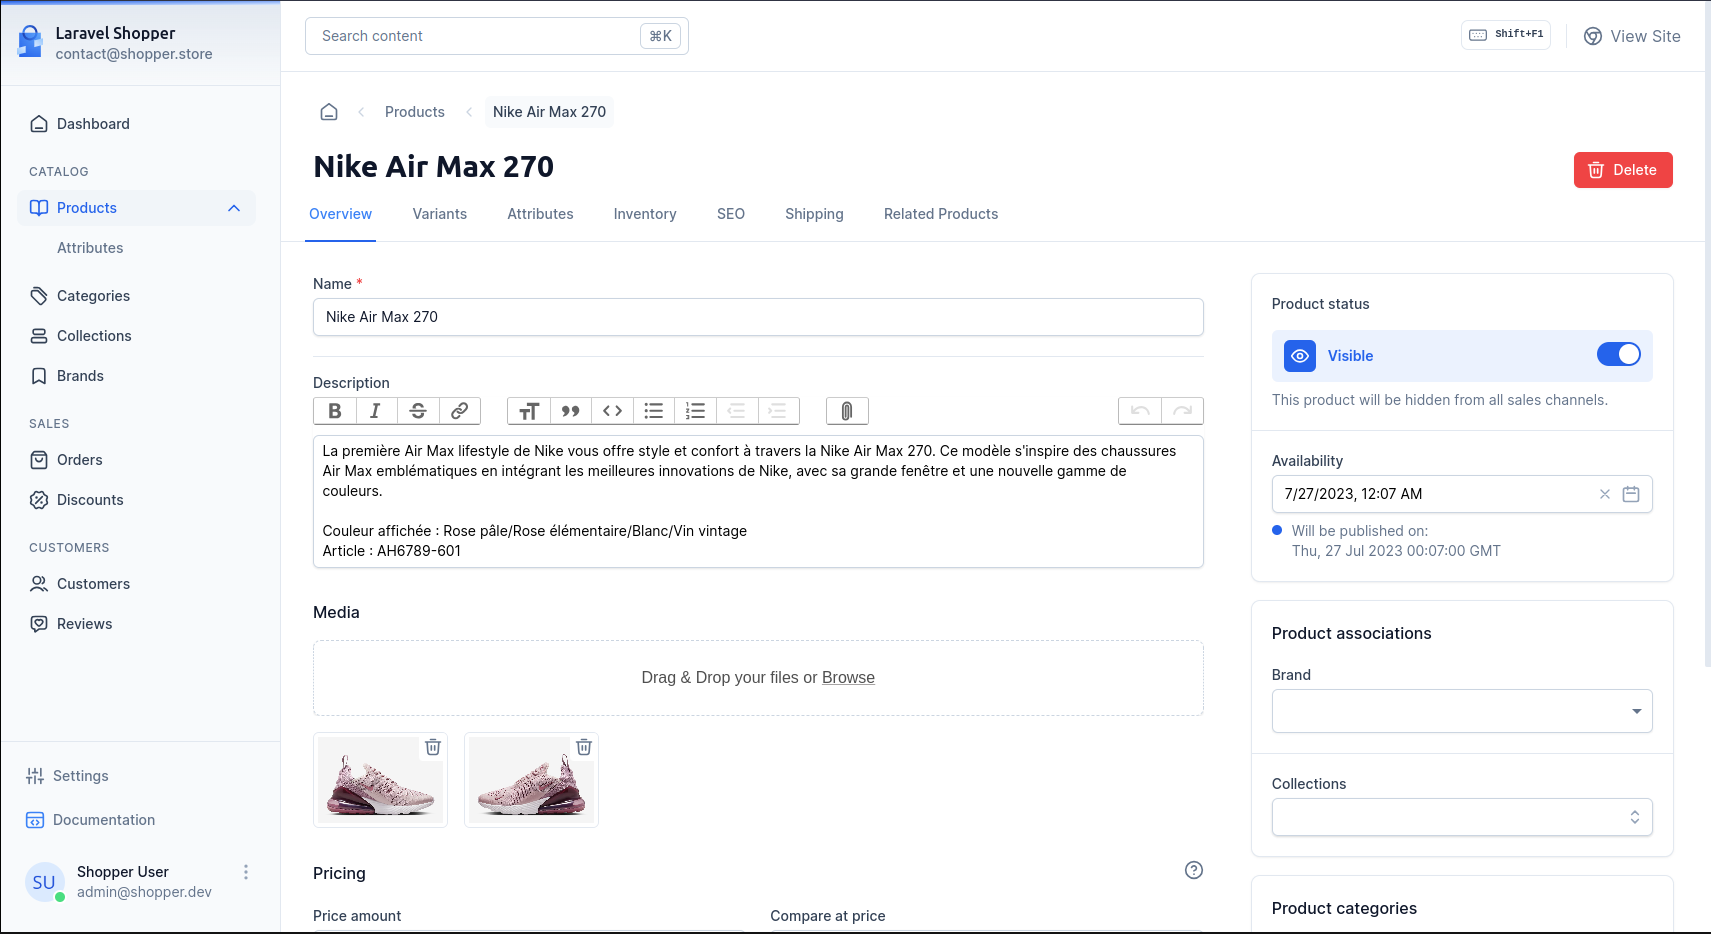 Laravel Shopper
contact@shopper.store
Search content
⌘K
Shift+F1
View Site
Dashboard
CATALOG
Products
Attributes
Categories
Collections
Brands
SALES
Orders
Discounts
CUSTOMERS
Customers
Reviews
Settings
Documentation
SU
Shopper User
admin@shopper.dev
Products
Nike Air Max 270
Nike Air Max 270
Delete
Overview
Variants
Attributes
Inventory
SEO
Shipping
Related Products
Name *
Nike Air Max 270
Description
La première Air Max lifestyle de Nike vous offre style et confort à travers la Nike Air Max 270. Ce modèle s'inspire des chaussures
Air Max emblématiques en intégrant les meilleures innovations de Nike, avec sa grande fenêtre et une nouvelle gamme de
couleurs.
Couleur affichée : Rose pâle/Rose élémentaire/Blanc/Vin vintage
Article : AH6789-601
Media
Drag & Drop your files or Browse
Pricing
Price amount
Compare at price
Product status
Visible
This product will be hidden from all sales channels.
Availability
7/27/2023, 12:07 AM
Will be published on:
Thu, 27 Jul 2023 00:07:00 GMT
Product associations
Brand
Collections
Product categories